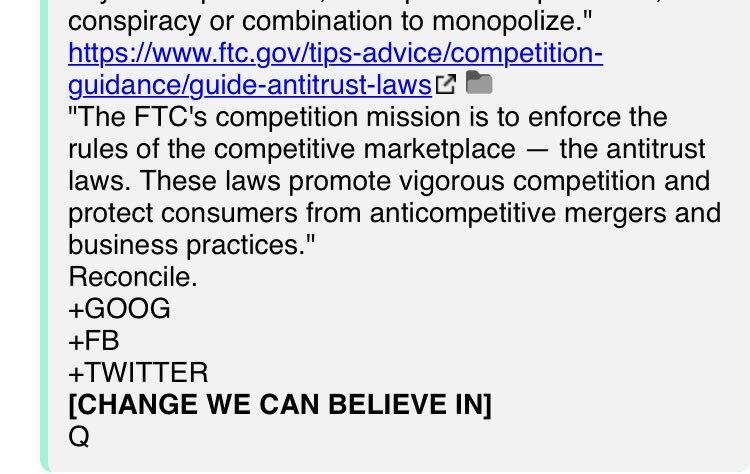 conspiracy or combination to monopolize."
https://www.ftc.gov/tips-advice/competition-
guidance/guide-antitrust-laws
"The FTC's competition mission is to enforce the
rules of the competitive marketplace — the antitrust
laws. These laws promote vigorous competition and
protect consumers from anticompetitive mergers and
business practices."
Reconcile.
+GOOG
+FB
+TWITTER
[CHANGE WE CAN BELIEVE IN]
Q